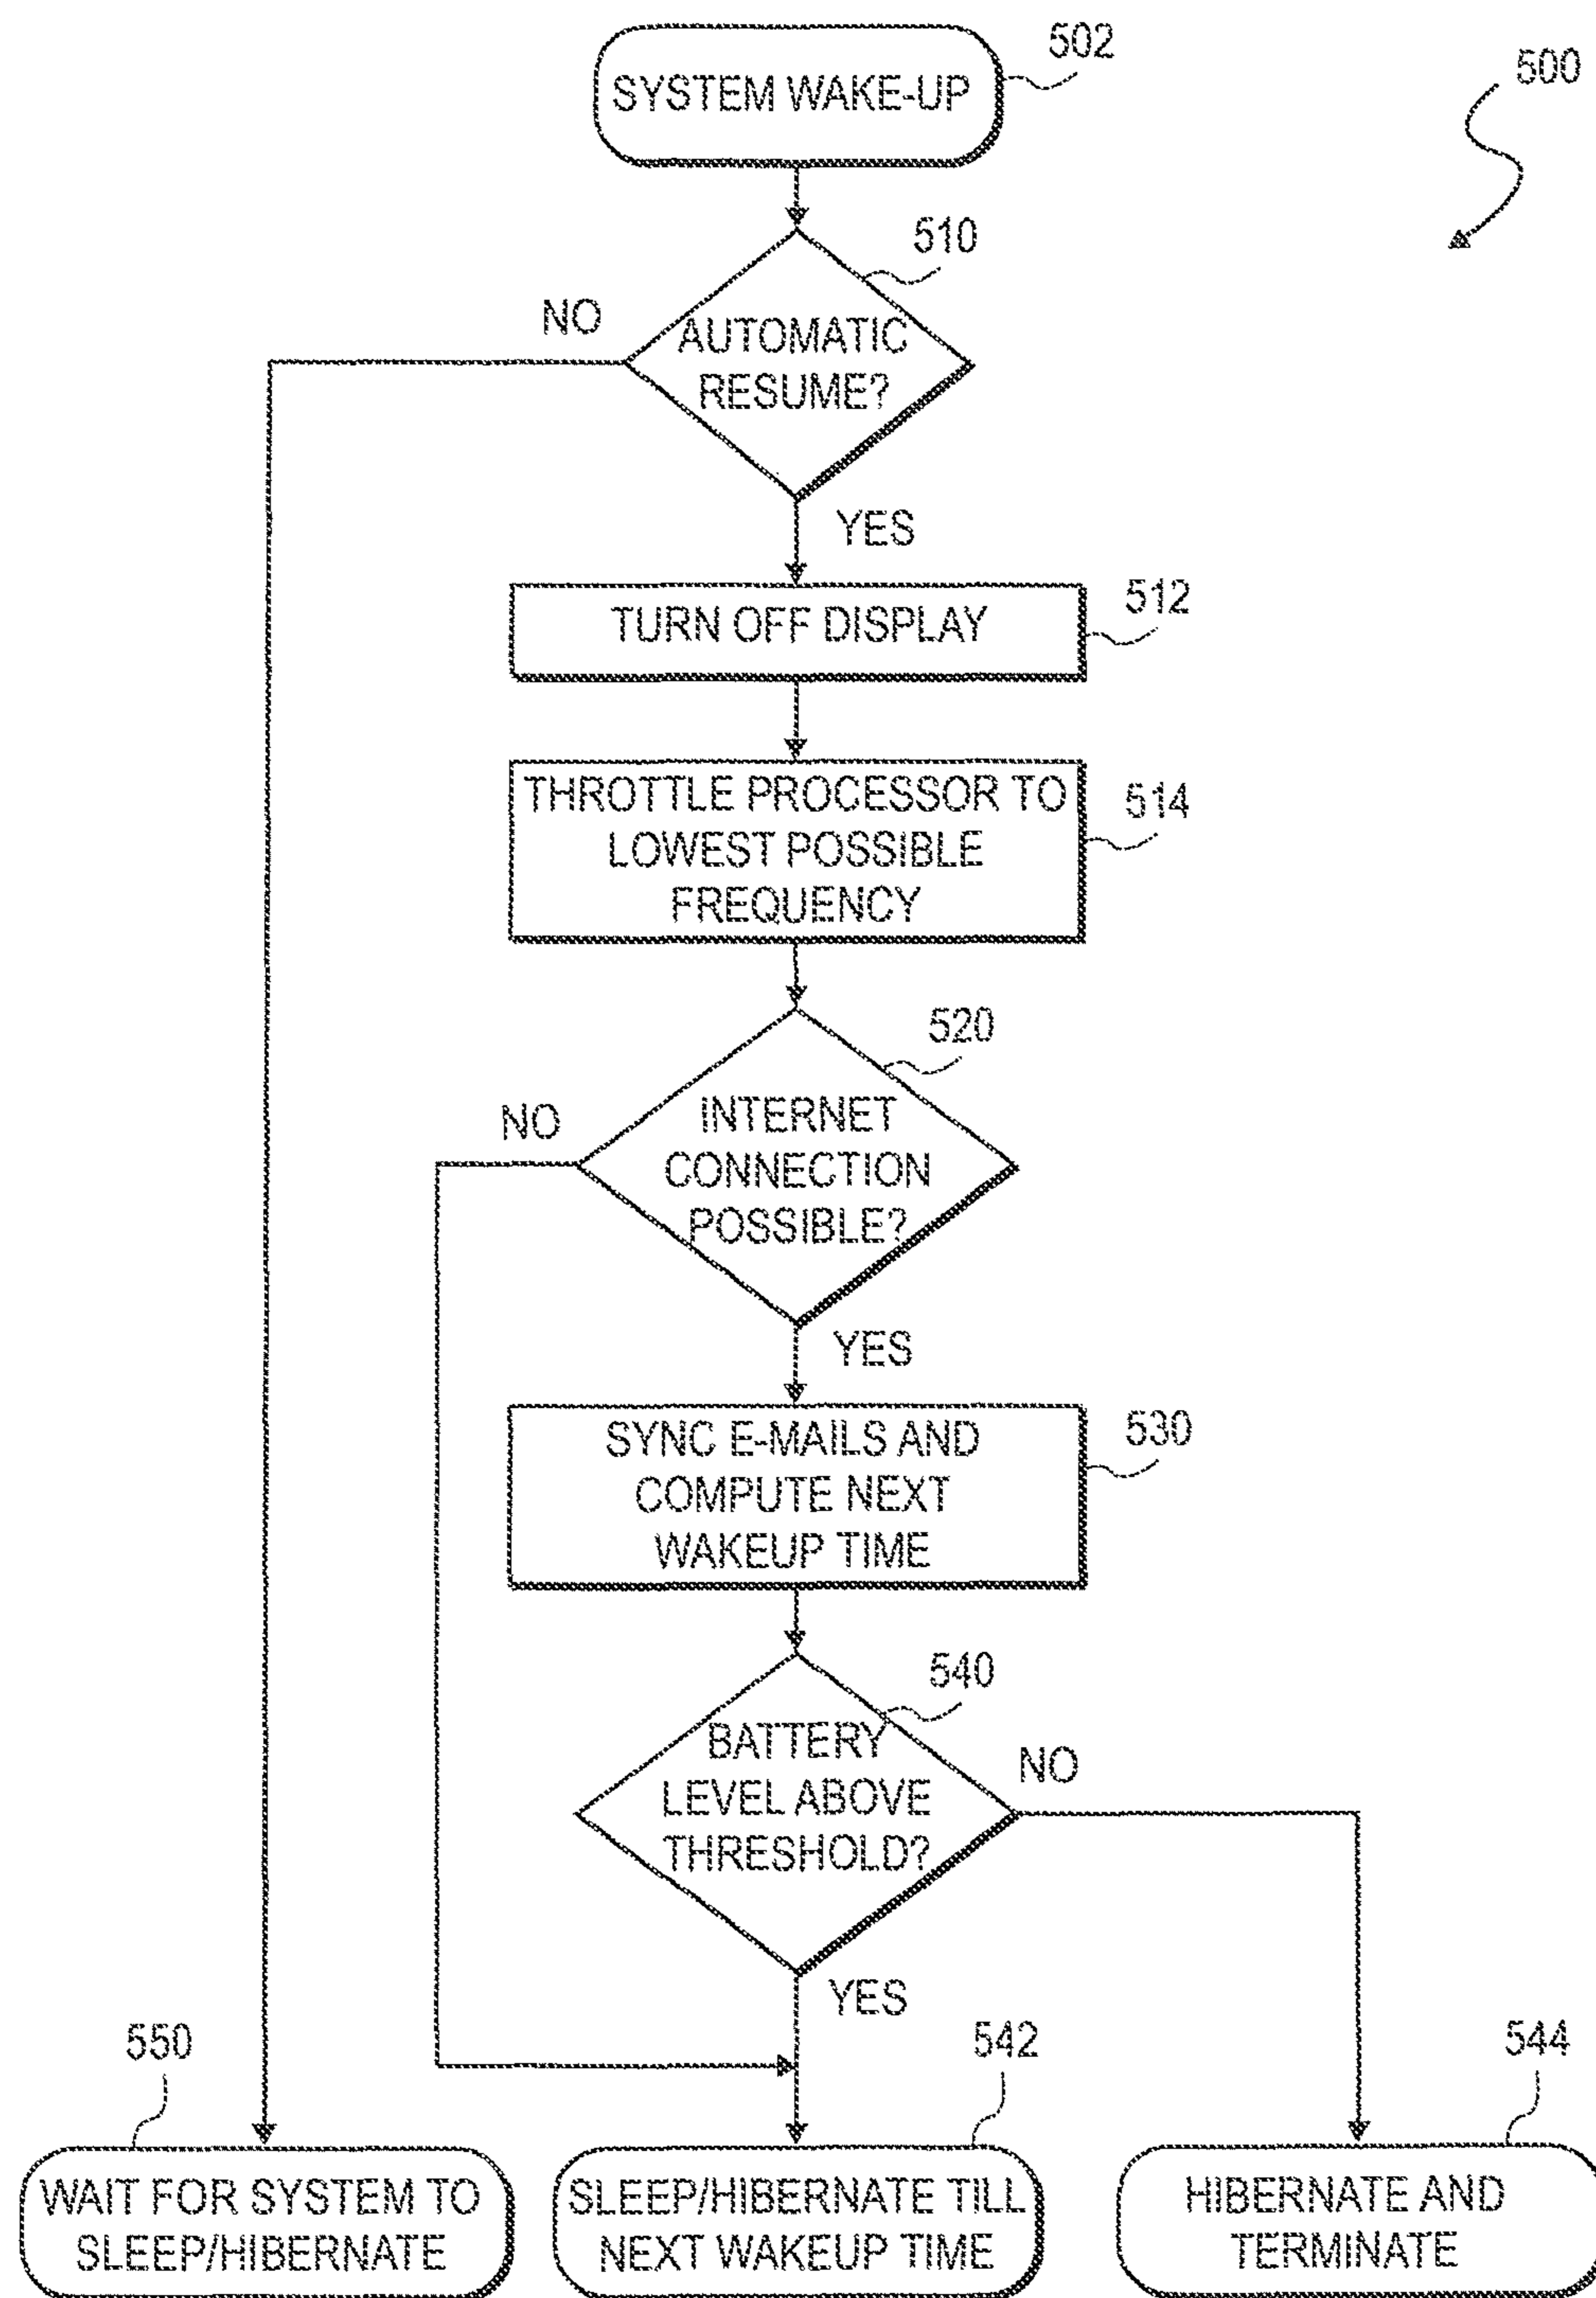 502
SYSTEM WAKE-UP
500
510
NO
AUTOMATIC
RESUME?
YES
512
TURN OFF DISPLAY
THROTTLE PROCESSOR TO
514
LOWEST POSSIBLE
FREQUENCY
520
NO
INTERNET
CONNECTION
POSSIBLE?
YES
530
SYNC E-MAILS AND
COMPUTE NEXT
WAKEUP TIME
540
BATTERY
NO
LEVEL ABOVE
THRESHOLD?
YES
550
542
544
WAIT FOR SYSTEM TO
SLEEP/HIBERNATE
SLEEP/HIBERNATE TILL
NEXT WAKEUP TIME
HIBERNATE AND
TERMINATE